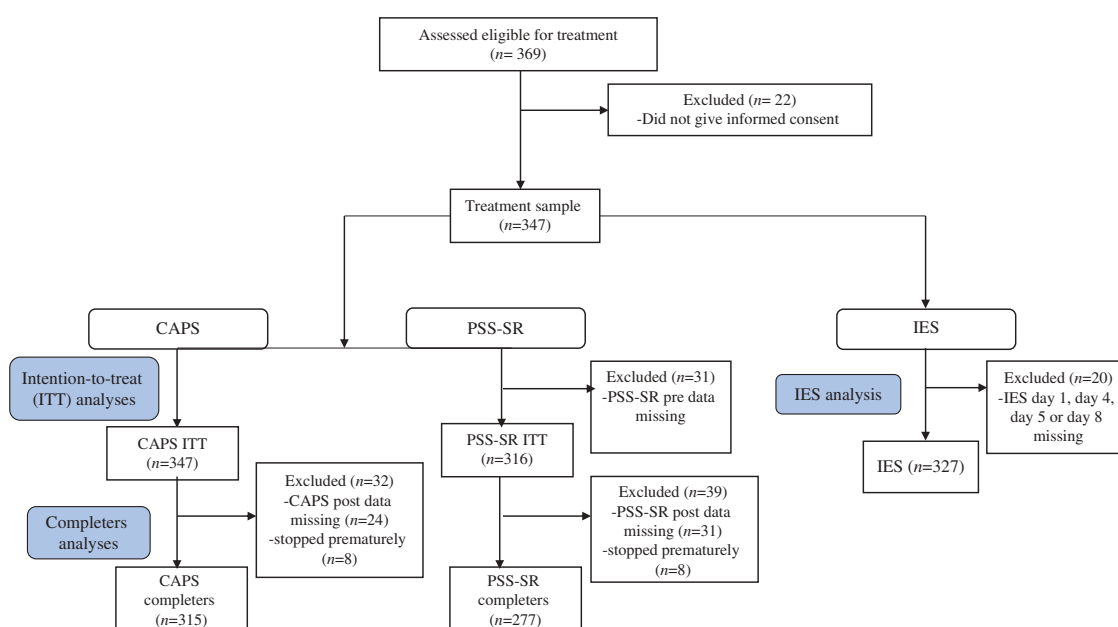 Assessed eligible for treatment
(n= 369)
Excluded (n= 22)
-Did not give informed consent
Treatment sample
(n=347)
CAPS
PSS-SR
IES
Intention-to-treat
(ITT) analyses
Excluded (n=31)
-PSS-SR pre data
missing
IES analysis
Excluded (n=20)
-IES day 1, day 4,
day 5 or day 8
missing
CAPS ITT
(n=347)
PSS-SR ITT
(n=316)
IES (n=327)
Completers
analyses
Excluded (n=32)
-CAPS post data
missing (n=24)
-stopped prematurely
(n=8)
Excluded (n=39)
-PSS-SR post data
missing (n=31)
-stopped prematurely
(n=8)
CAPS
completers
(n=315)
PSS-SR
completers
(n=277)